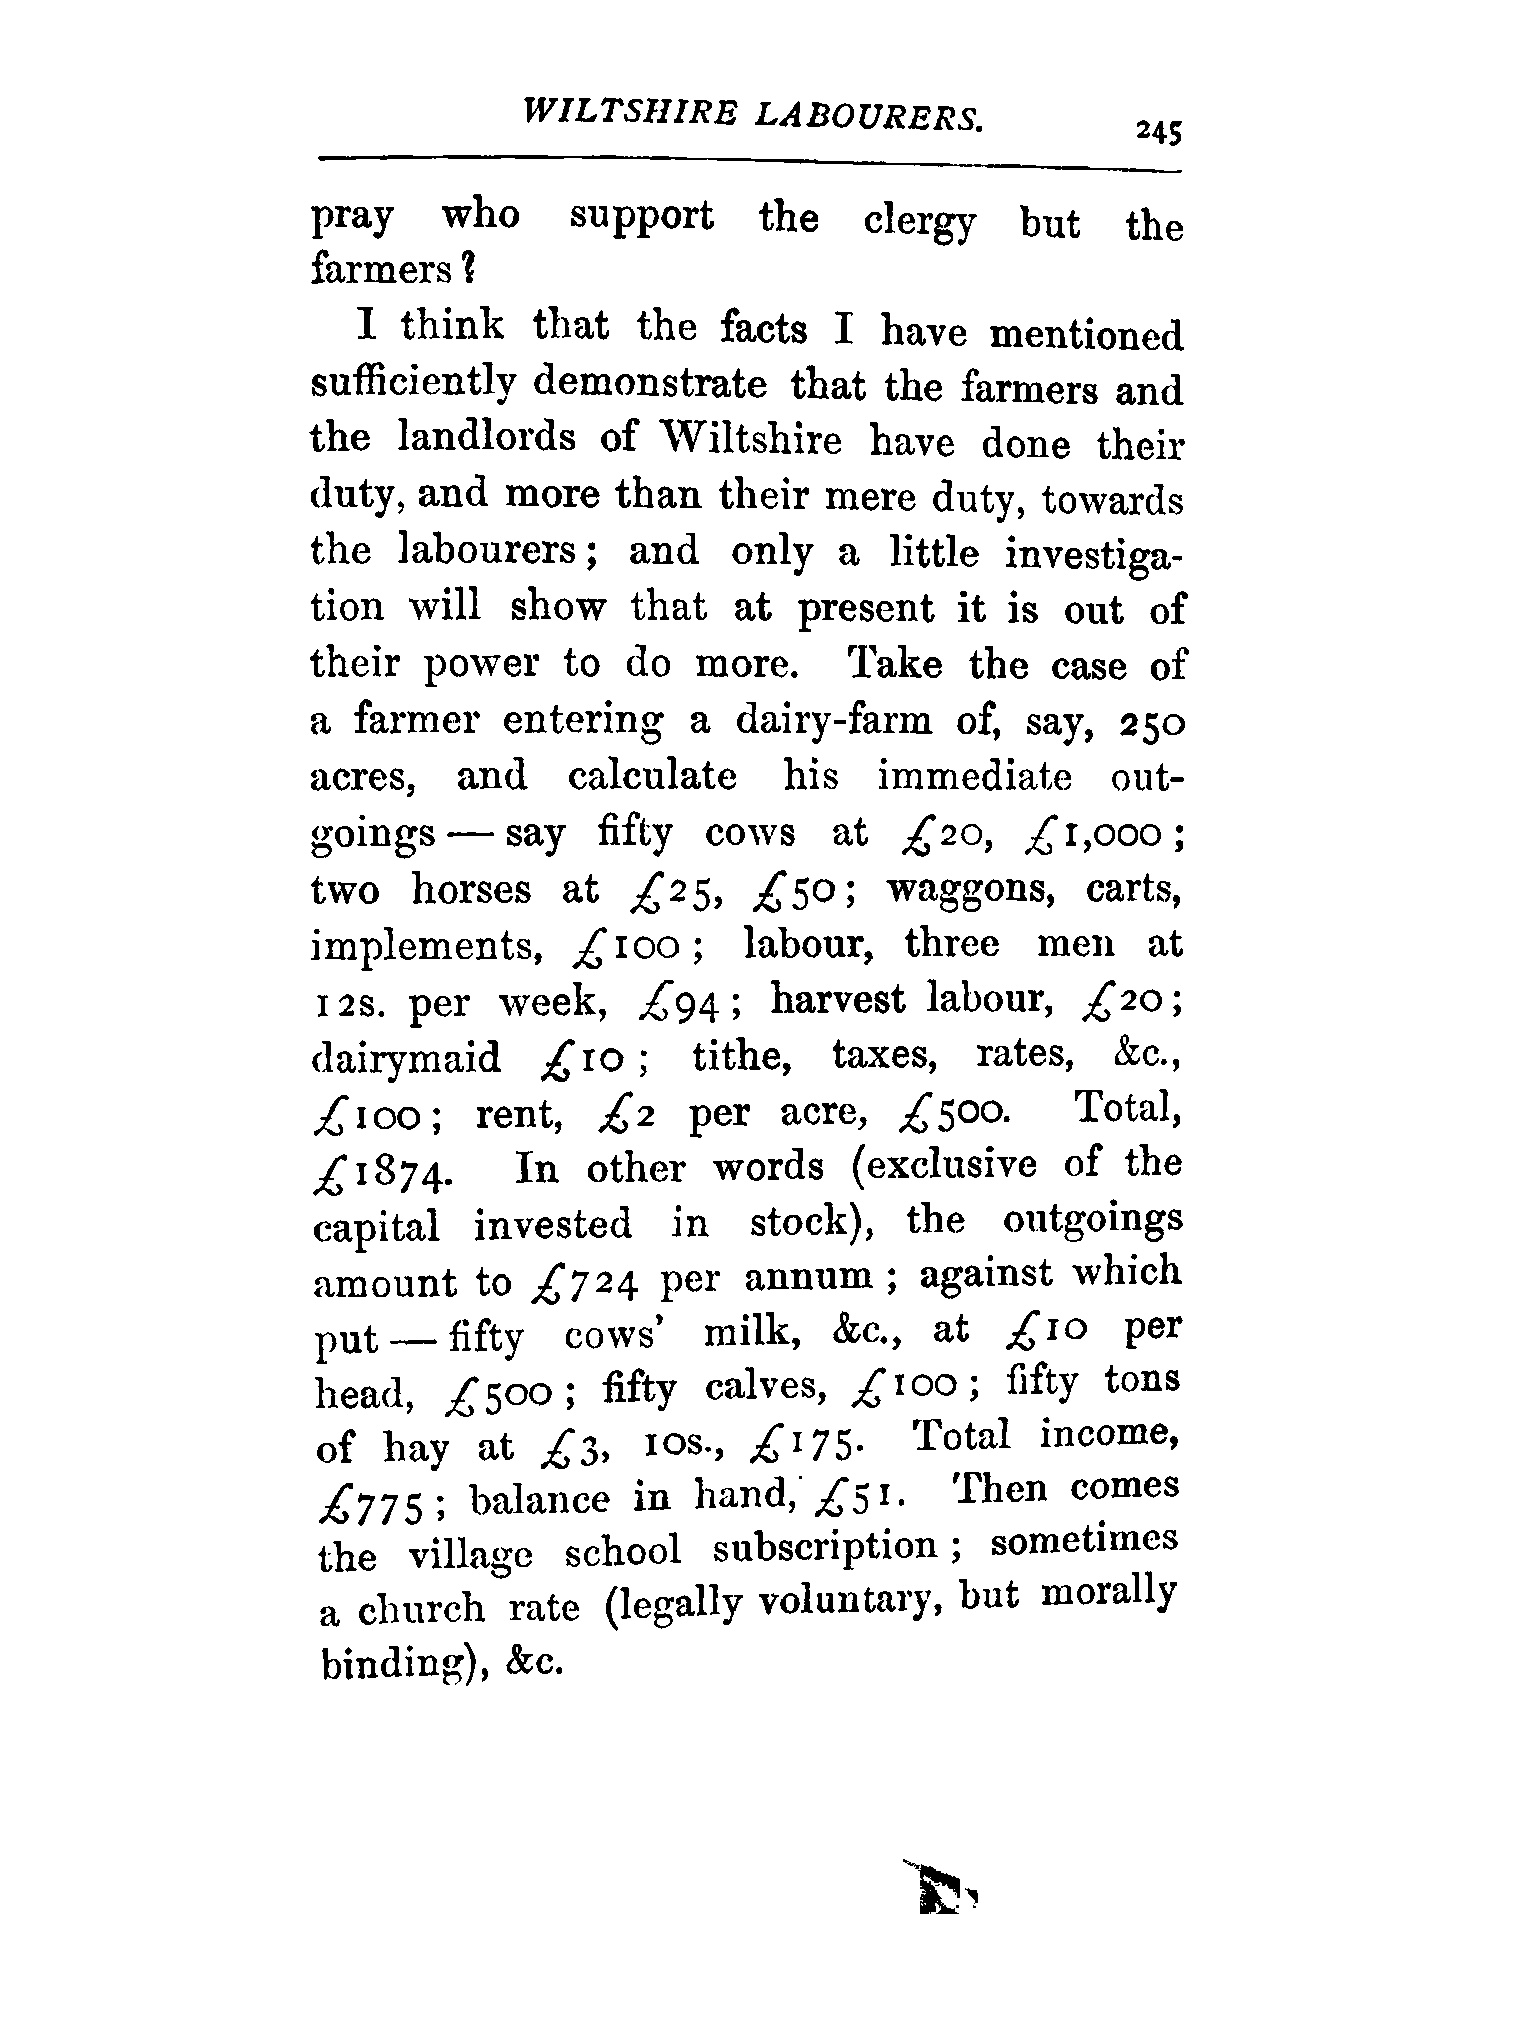 WILTSHIRE LABOURERS. 245
pray who support the clergy but the
farmers?
I think that the facts I have mentioned
sufficiently demonstrate that the farmers and
the landlords of Wiltshire have done their
duty, and more than their mere duty, towards
the labourers; and only a little investiga-
tion will show that at present it is out of
their power to do more. Take the case of
a farmer entering a dairy-farm of, say, 250
acres, and calculate his immediate out-
goings — say fifty cows at £20, £1,000;
two horses at £25, £50; waggons, carts,
implements, £100; labour, three men at
12s. per week, £94; harvest labour, £20;
dairymaid £10; tithe, taxes, rates, &c.,
£100; rent, £2 per acre, £500. Total,
£1874. In other words (exclusive of the
capital invested in stock), the outgoings
amount to £724 per annum; against which
put — fifty cows' milk, &c., at £10 per
head, £500; fifty calves, £100; fifty tons
of hay at £3, 10s., £175. Total income,
£775; balance in hand, £51. Then comes
the village school subscription; sometimes
a church rate (legally voluntary, but morally
binding), &c.